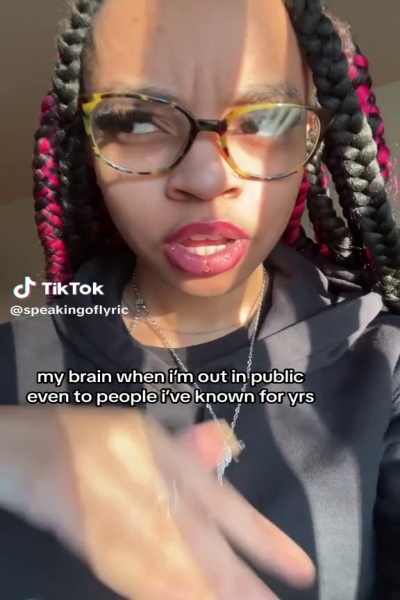 TikTok
@speakingoflyric
my brain when i'm out in public
even to people i've known for yrs